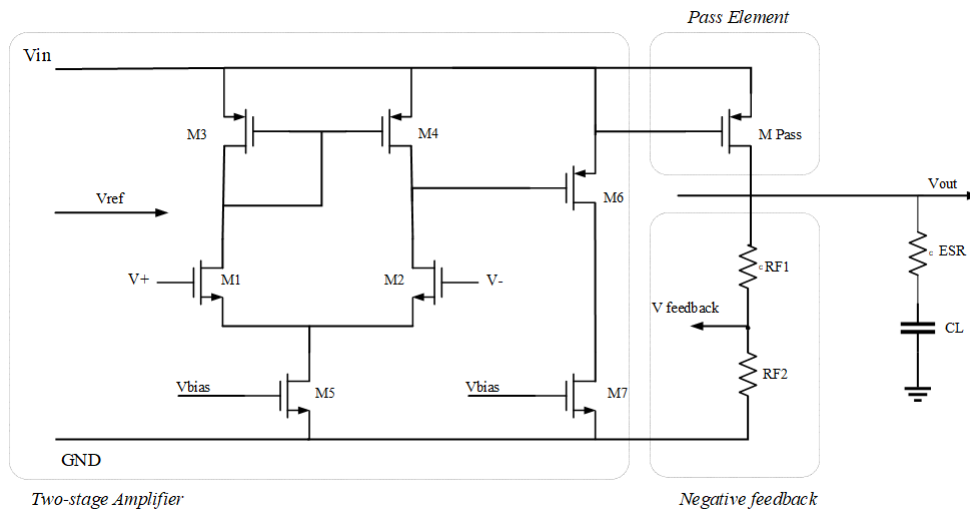 Pass Element
Vin
M3
M4
M Pass
Vref
M6
Vout
V+
M1
M2
V-
c RF1
c ESR
V feedback
CL
Vbias
M5
Vbias
M7
RF2
GND
Two-stage Amplifier
Negative feedback